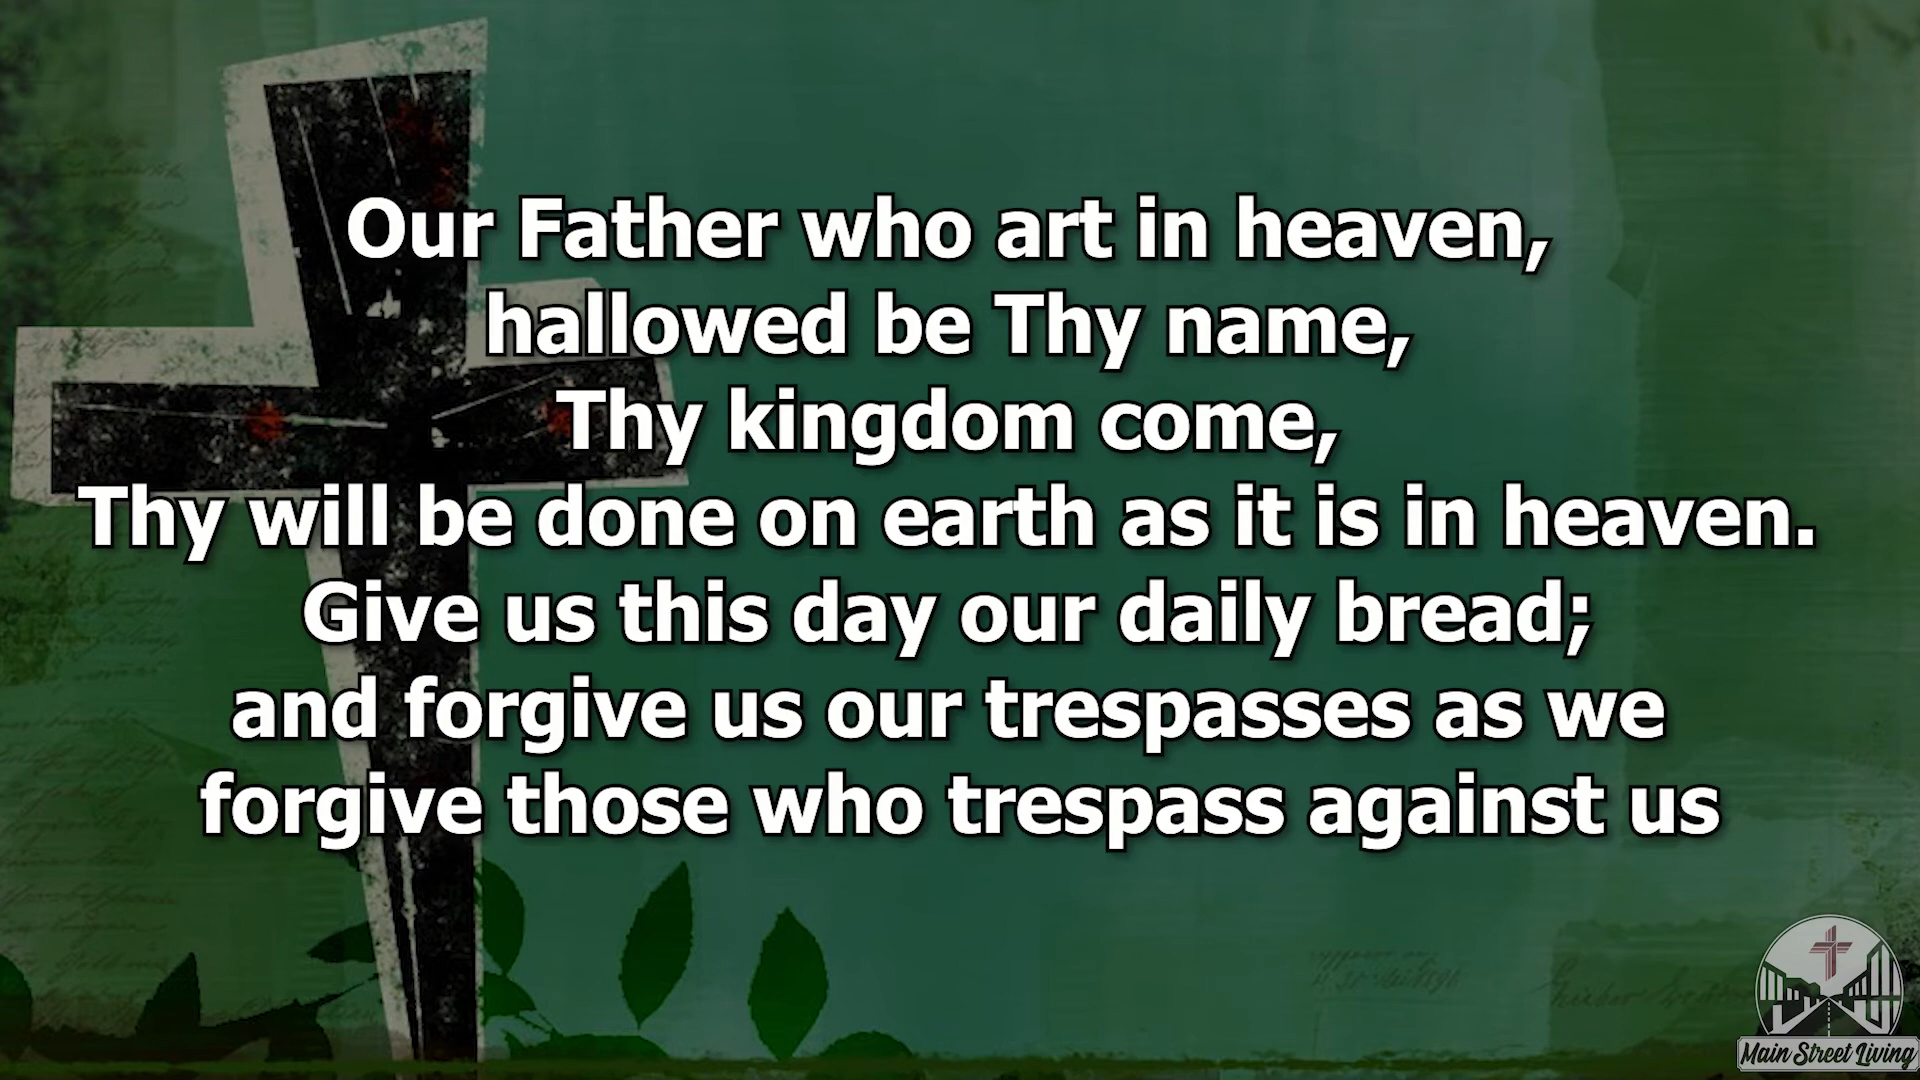 Our Father who art in heaven,
hallowed be Thy name,
Thy kingdom come,
Thy will be done on earth as it is in heaven.
Give us this day our daily bread;
and forgive us our trespasses as we
forgive those who trespass against us
Main Street Living